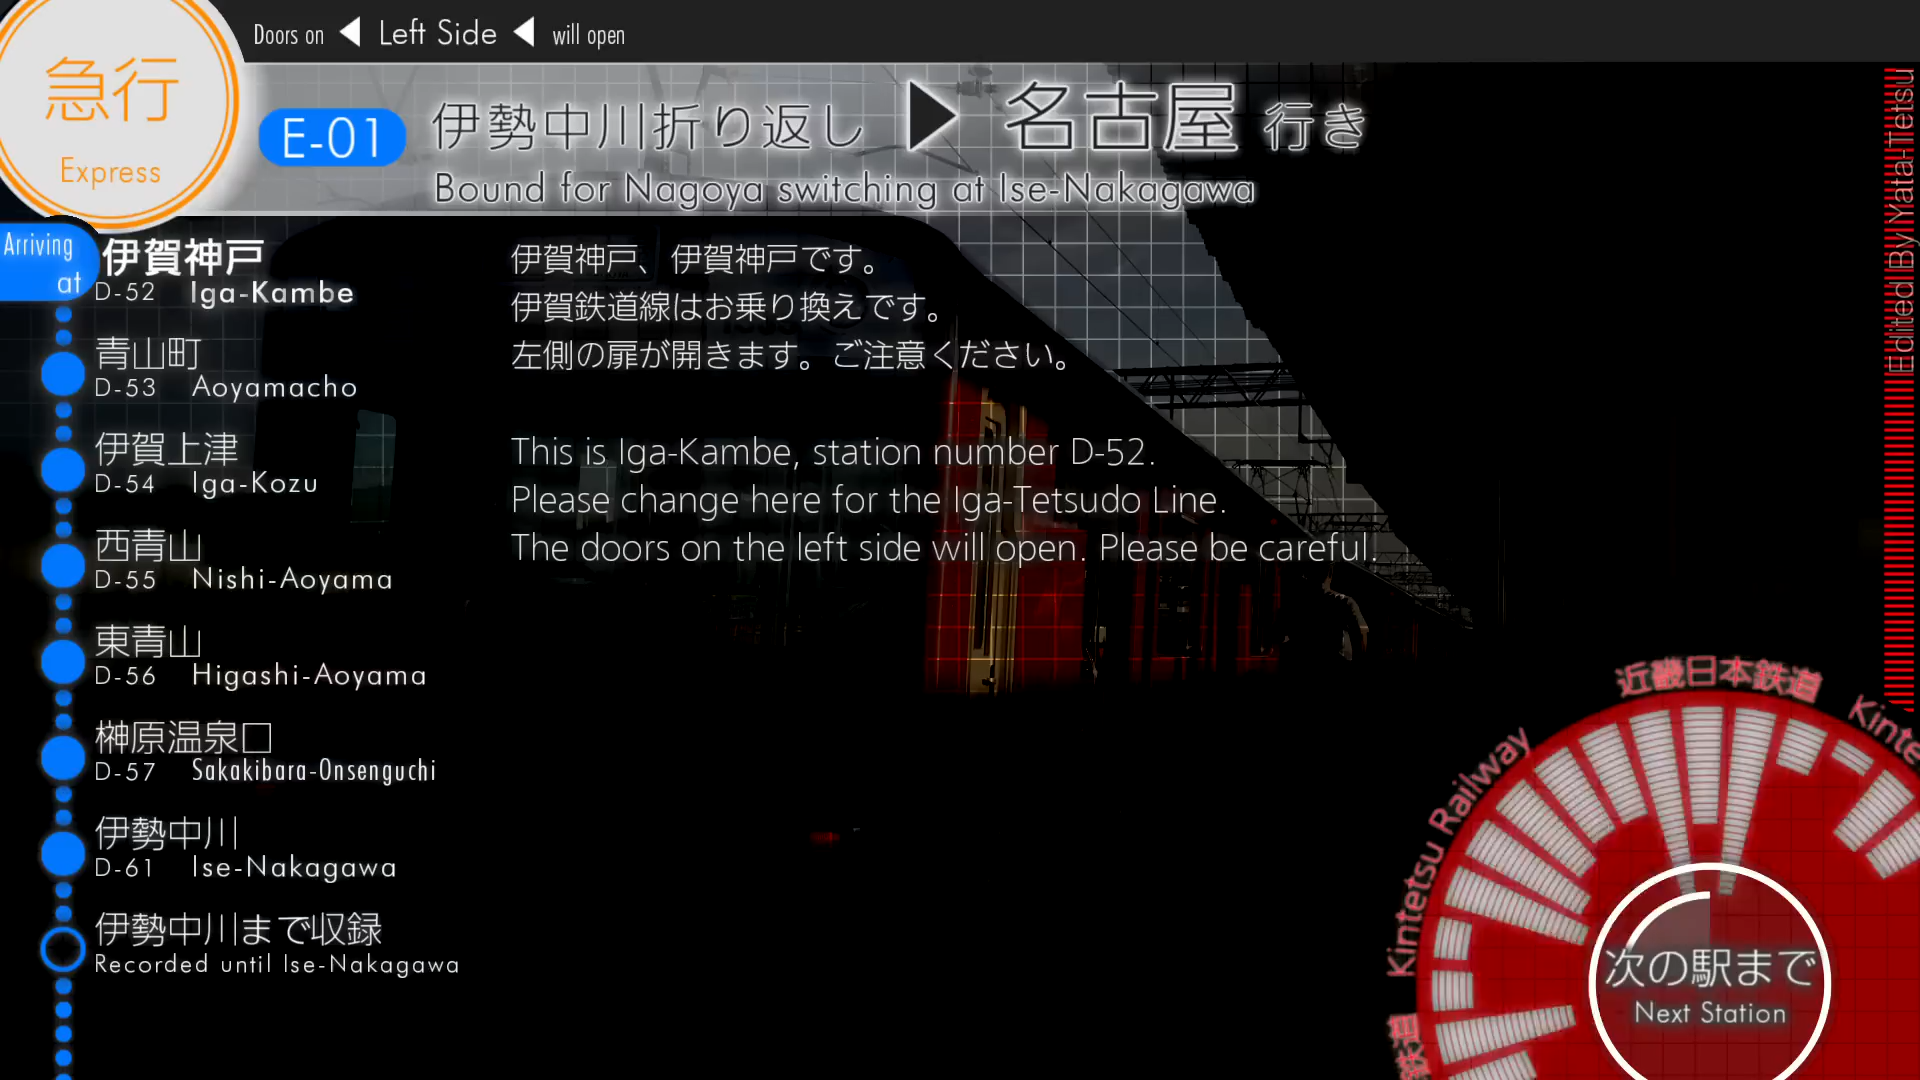 Doors on ◀ Left Side ◀ will open
急行
Express
E-01
伊勢中川折り返し ▶ 名古屋 行き
Bound for Nagoya switching at Ise-Nakagawa
Arriving at
伊賀神戸
D-52 Iga-Kambe
青山町
D-53 Aoyamacho
伊賀上津
D-54 Iga-Kozu
西青山
D-55 Nishi-Aoyama
東青山
D-56 Higashi-Aoyama
榊原温泉口
D-57 Sakakibara-Onsenguchi
伊勢中川
D-61 Ise-Nakagawa
伊勢中川まで収録
Recorded until Ise-Nakagawa
伊賀神戸、伊賀神戸です。
伊賀鉄道線はお乗り換えです。
左側の扉が開きます。ご注意ください。
This is Iga-Kambe, station number D-52.
Please change here for the Iga-Tetsudo Line.
The doors on the left side will open. Please be careful.
Edited By Yata-Tetsu
近畿日本鉄道
Kintetsu Railway
Kinte
鉄道
次の駅まで
Next Station